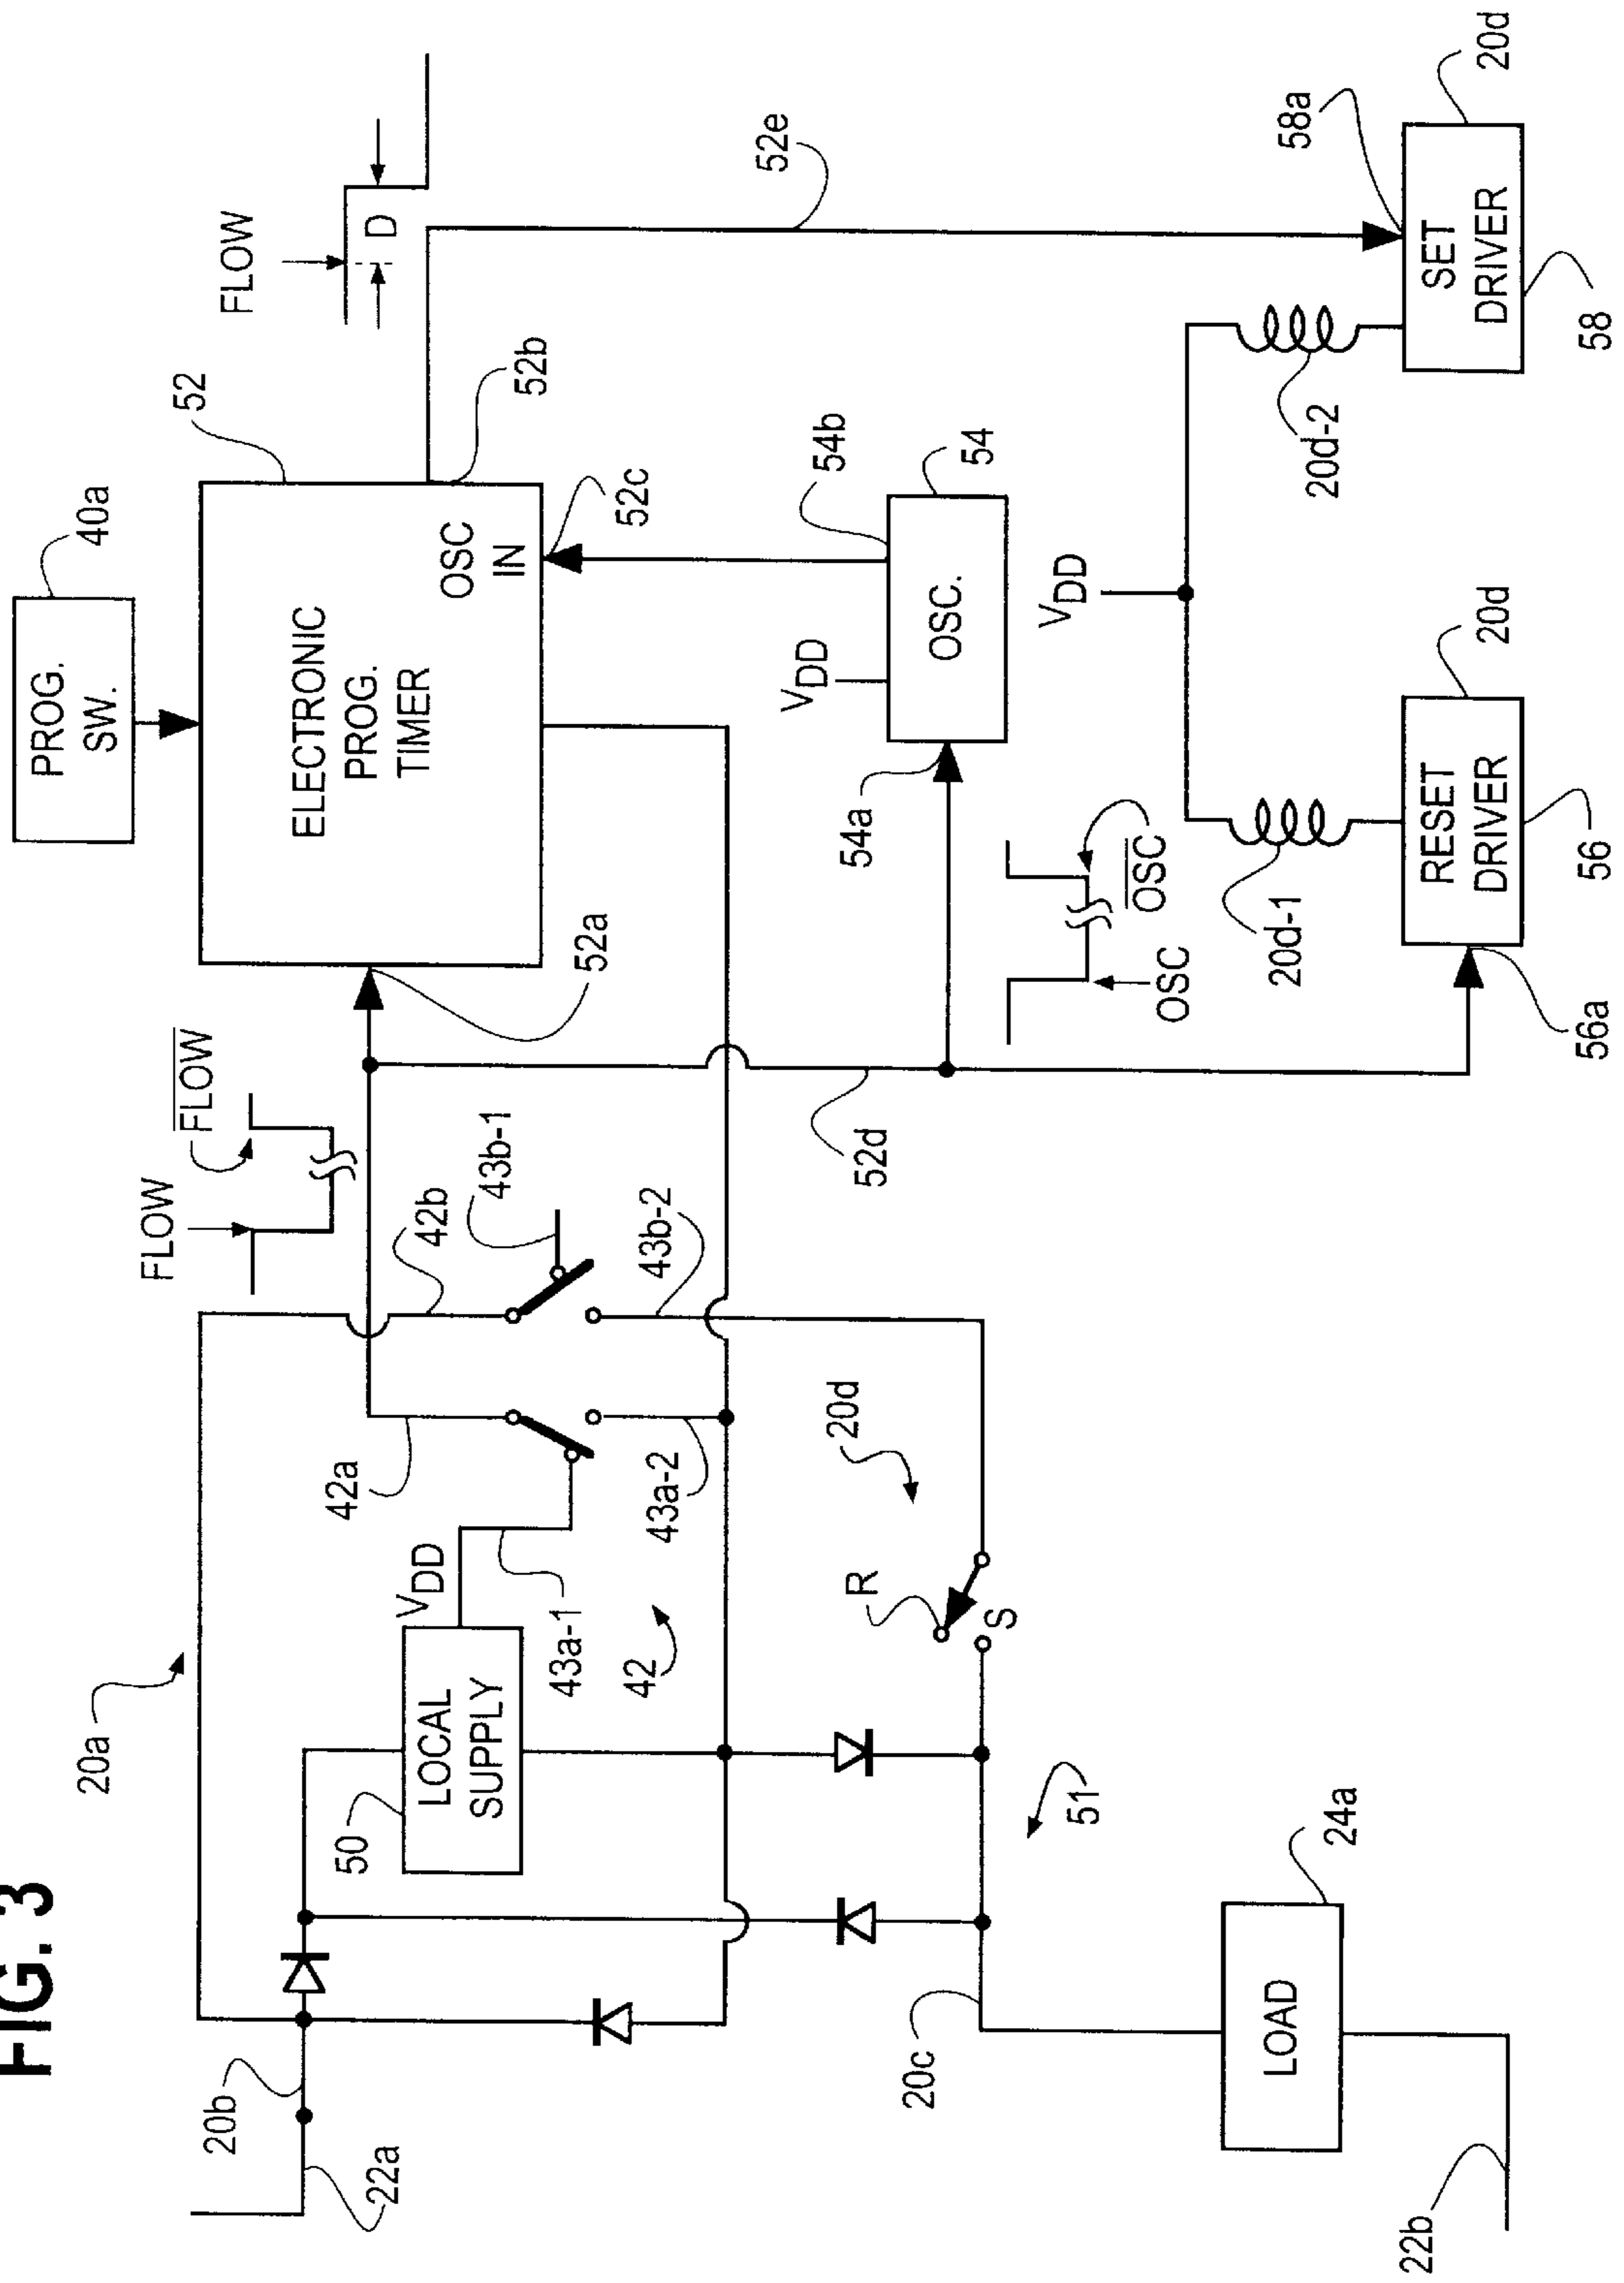 FIG. 3
PROG.
SW.
40a
52
ELECTRONIC
PROG.
TIMER
OSC
IN
52a
52b
52c
FLOW
D
52e
FLOW
FLOW
20a
20b
22a
LOCAL
SUPPLY
50
VDD
43a-1
42
42a
43a-2
42b
43b-1
43b-2
52d
20d
R
S
51
20c
LOAD
24a
22b
VDD
OSC.
54
54a
54b
OSC
OSC
VDD
20d-1
20d-2
RESET
DRIVER
20d
56
56a
SET
DRIVER
20d
58
58a